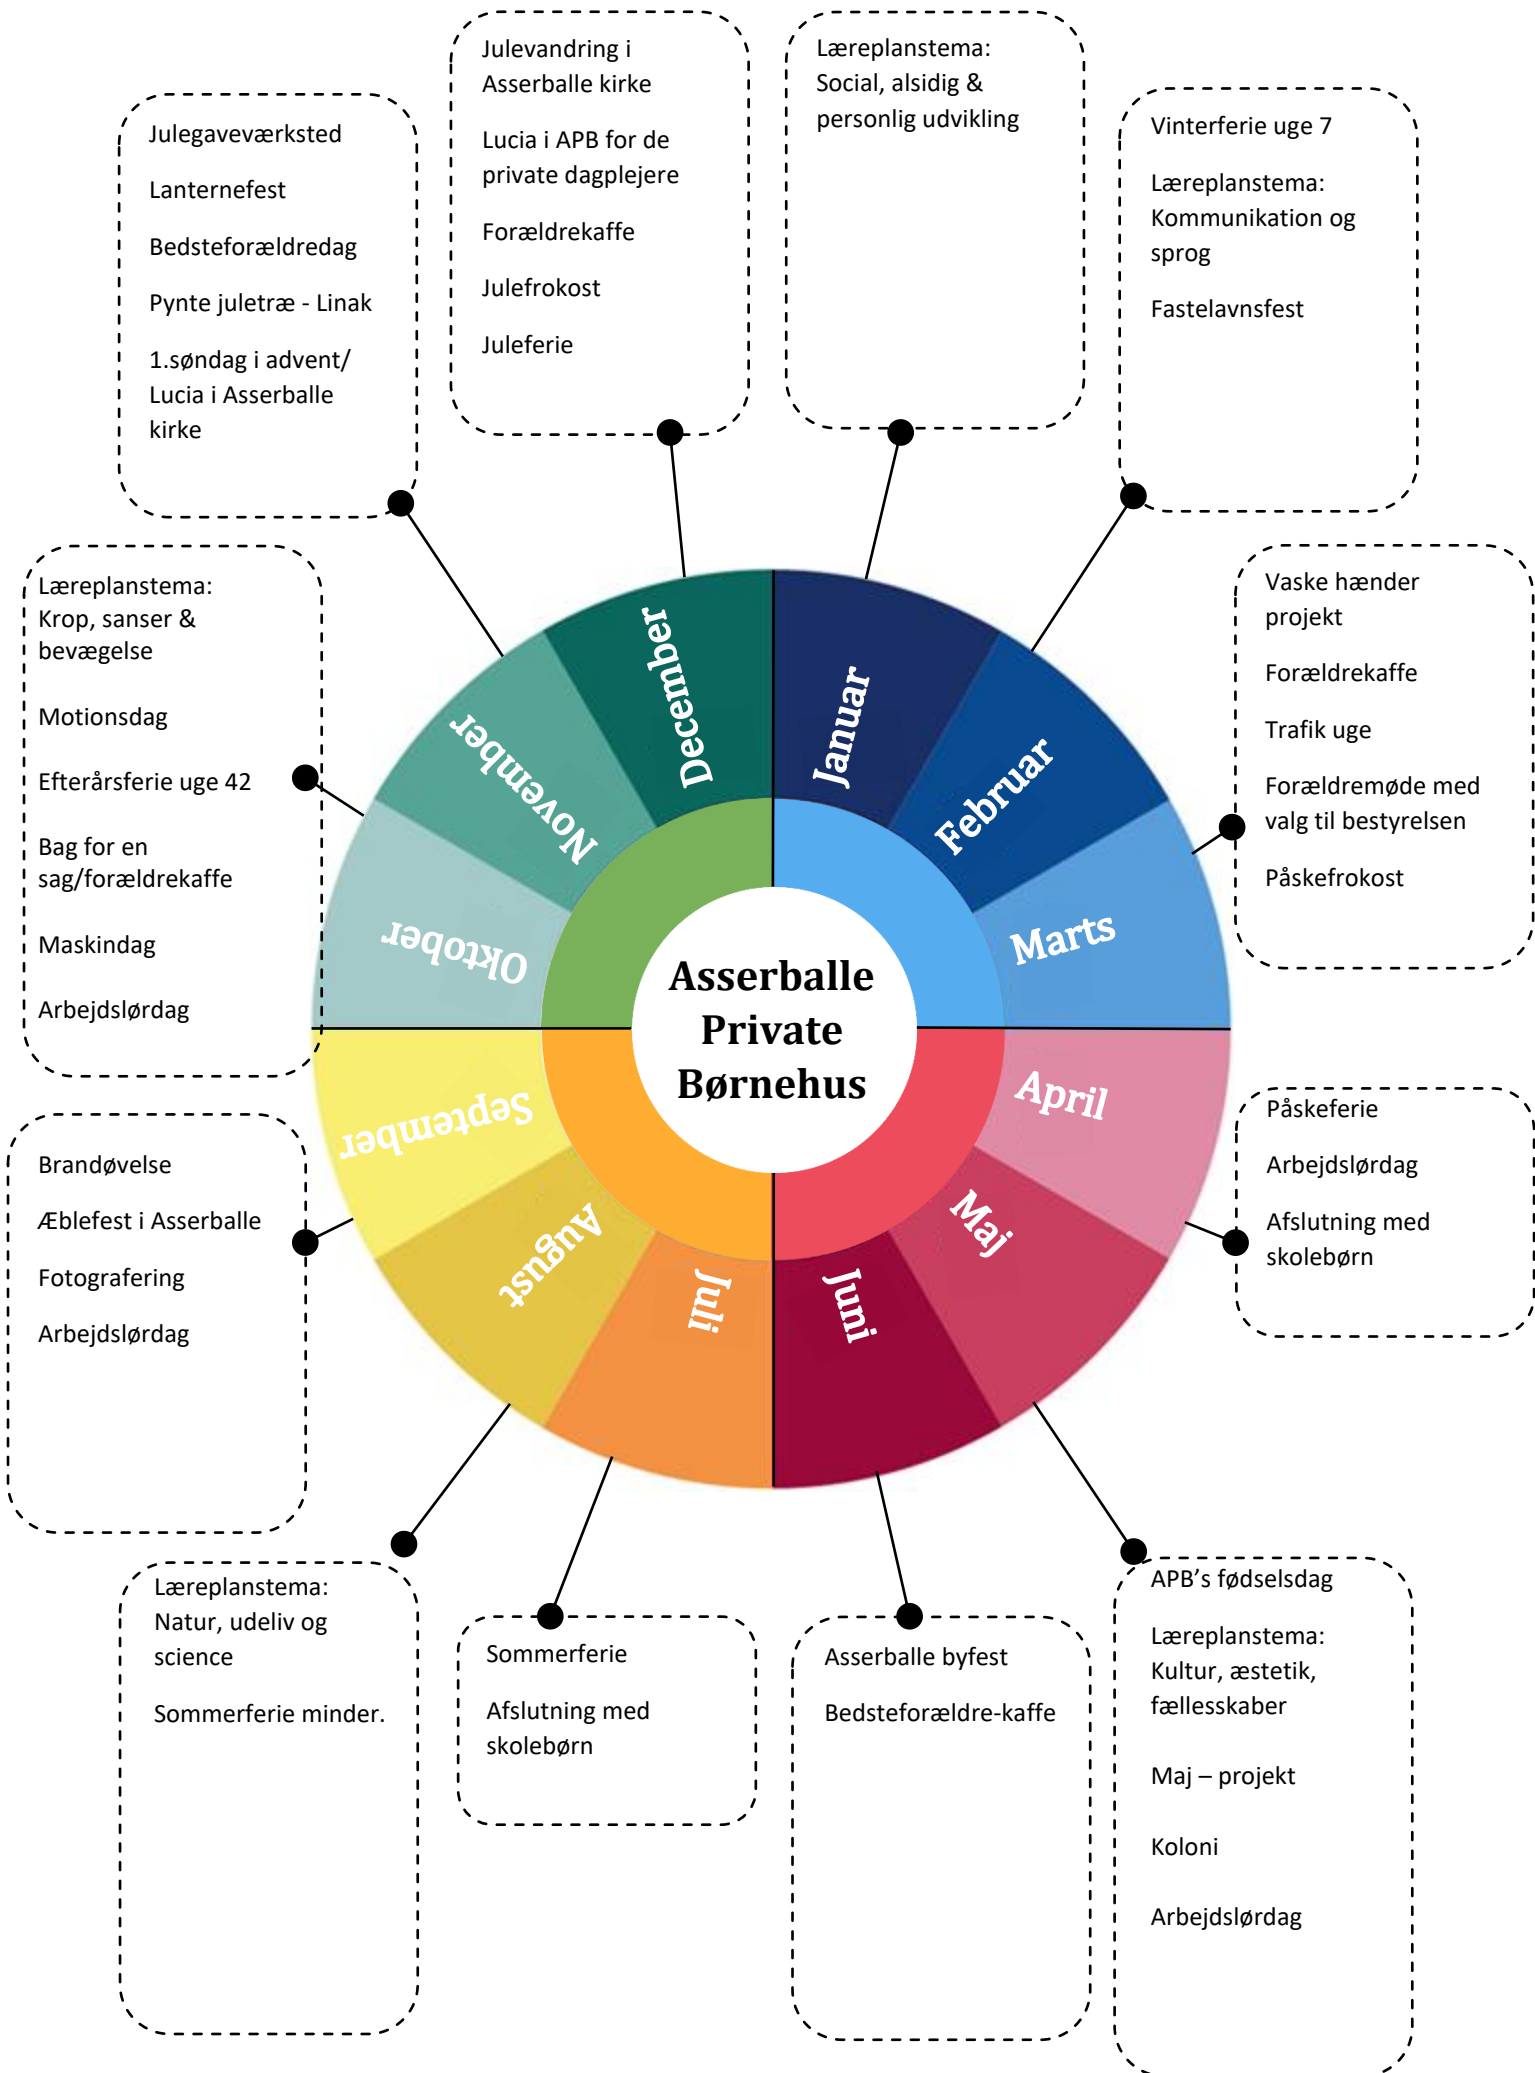 Julevandring i
Asserballe kirke
Lucia i APB for de
private dagplejere
Forældrekaffe
Julefrokost
Juleferie
Læreplanstema:
Social, alsidig &
personlig udvikling
Julegaveværksted
Lanternefest
Bedsteforældredag
Pynte juletræ - Linak
1.søndag i advent/
Lucia i Asserballe
kirke
Vinterferie uge 7
Læreplanstema:
Kommunikation og
sprog
Fastelavnsfest
Læreplanstema:
Krop, sanser &
bevægelse
Motionsdag
Efterårsferie uge 42
Bag for en
sag/forældrekaffe
Maskindag
Arbejdslørdag
Vaske hænder
projekt
Forældrekaffe
Trafik uge
Forældremøde med
valg til bestyrelsen
Påskefrokost
Januar
Februar
Marts
April
Maj
Juni
Juli
August
September
Oktober
November
December
Asserballe
Private
Børnehus
Brandøvelse
Æblefest i Asserballe
Fotografering
Arbejdslørdag
Påskeferie
Arbejdslørdag
Afslutning med
skolebørn
Læreplanstema:
Natur, udeliv og
science
Sommerferie minder.
Sommerferie
Afslutning med
skolebørn
Asserballe byfest
Bedsteforældre-kaffe
APB’s fødselsdag
Læreplanstema:
Kultur, æstetik,
fællesskaber
Maj – projekt
Koloni
Arbejdslørdag